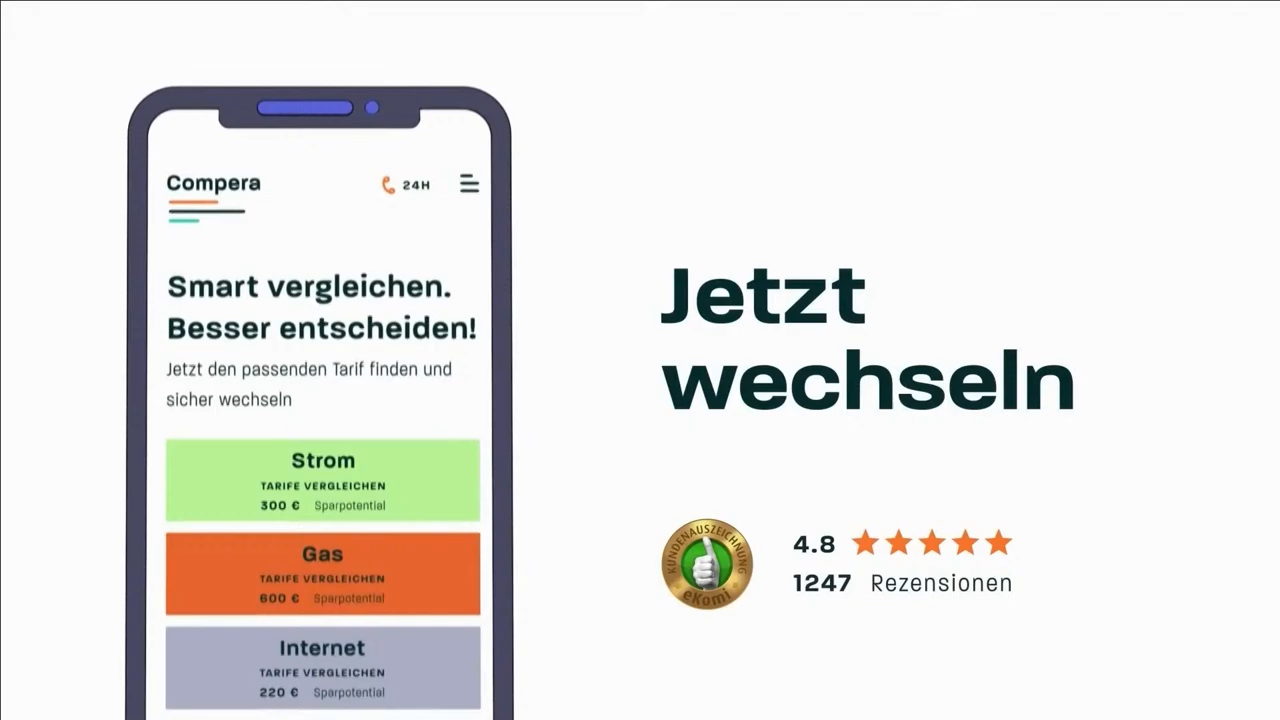 Compera
24H
Smart vergleichen.
Besser entscheiden!
Jetzt den passenden Tarif finden und
sicher wechseln
Strom
TARIFE VERGLEICHEN
300 € Sparpotential
Gas
TARIFE VERGLEICHEN
600 € Sparpotential
Internet
TARIFE VERGLEICHEN
220 € Sparpotential
Jetzt
wechseln
KUNDENAUSZEICHNUNG
eKomi
4.8
1247 Rezensionen